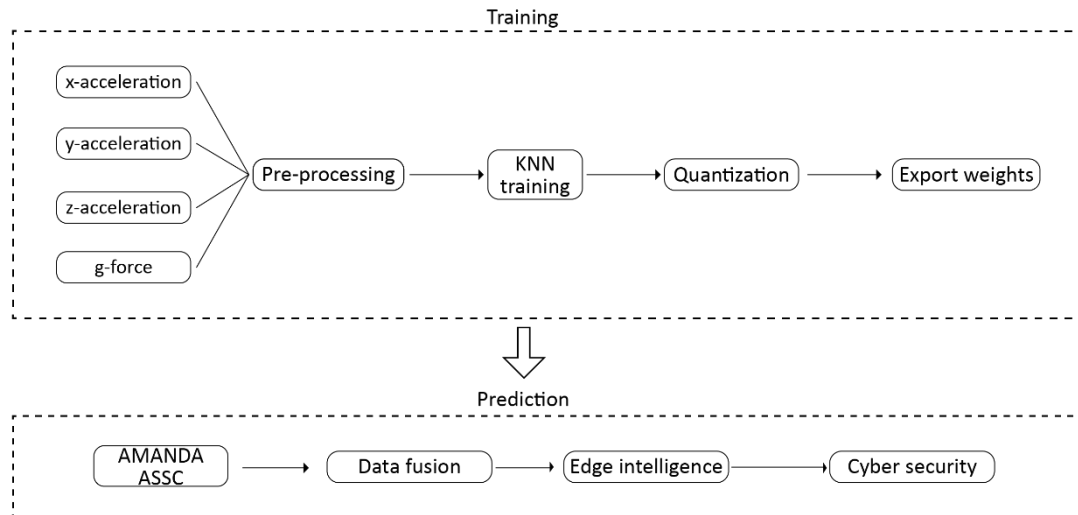 Training
x-acceleration
y-acceleration
z-acceleration
g-force
Pre-processing
KNN
training
Quantization
Export weights
Prediction
AMANDA
ASSC
Data fusion
Edge intelligence
Cyber security